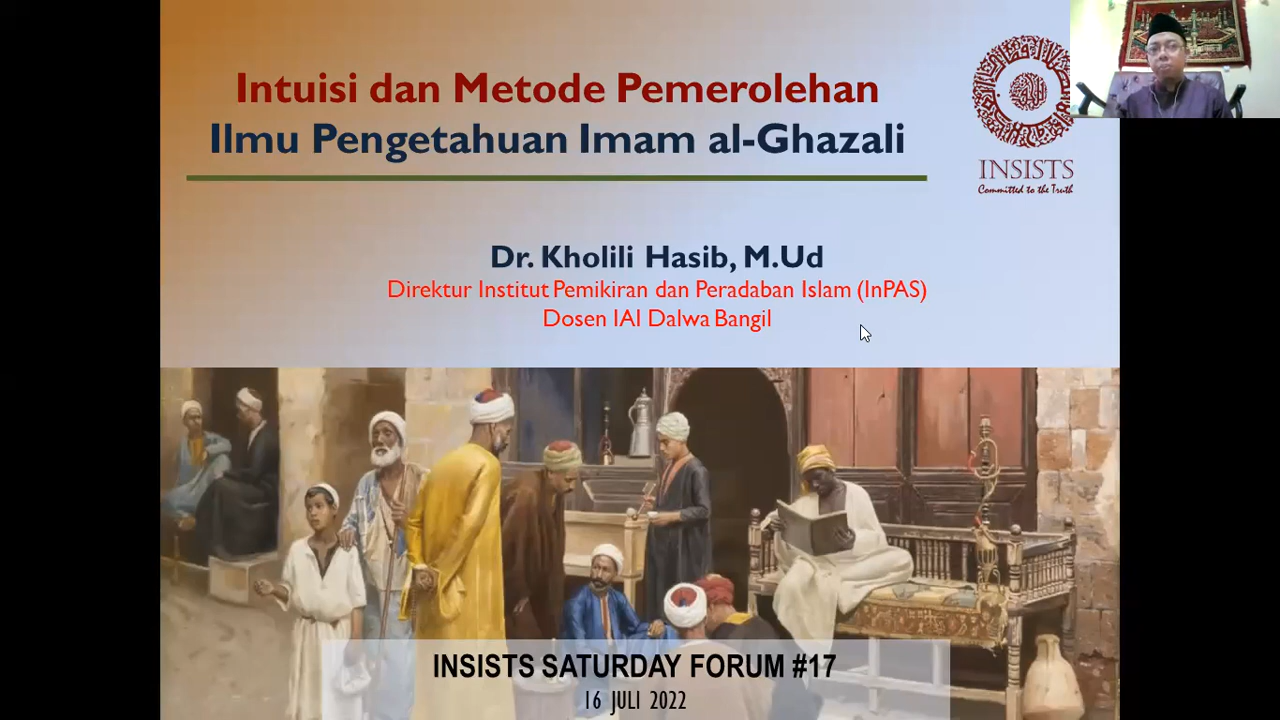 Intuisi dan Metode Pemerolehan
Ilmu Pengetahuan Imam al-Ghazali
INSISTS
Committed to the Truth
Dr. Kholili Hasib, M.Ud
Direktur Institut Pemikiran dan Peradaban Islam (InPAS)
Dosen IAI Dalwa Bangil
INSISTS SATURDAY FORUM #17
16 JULI 2022